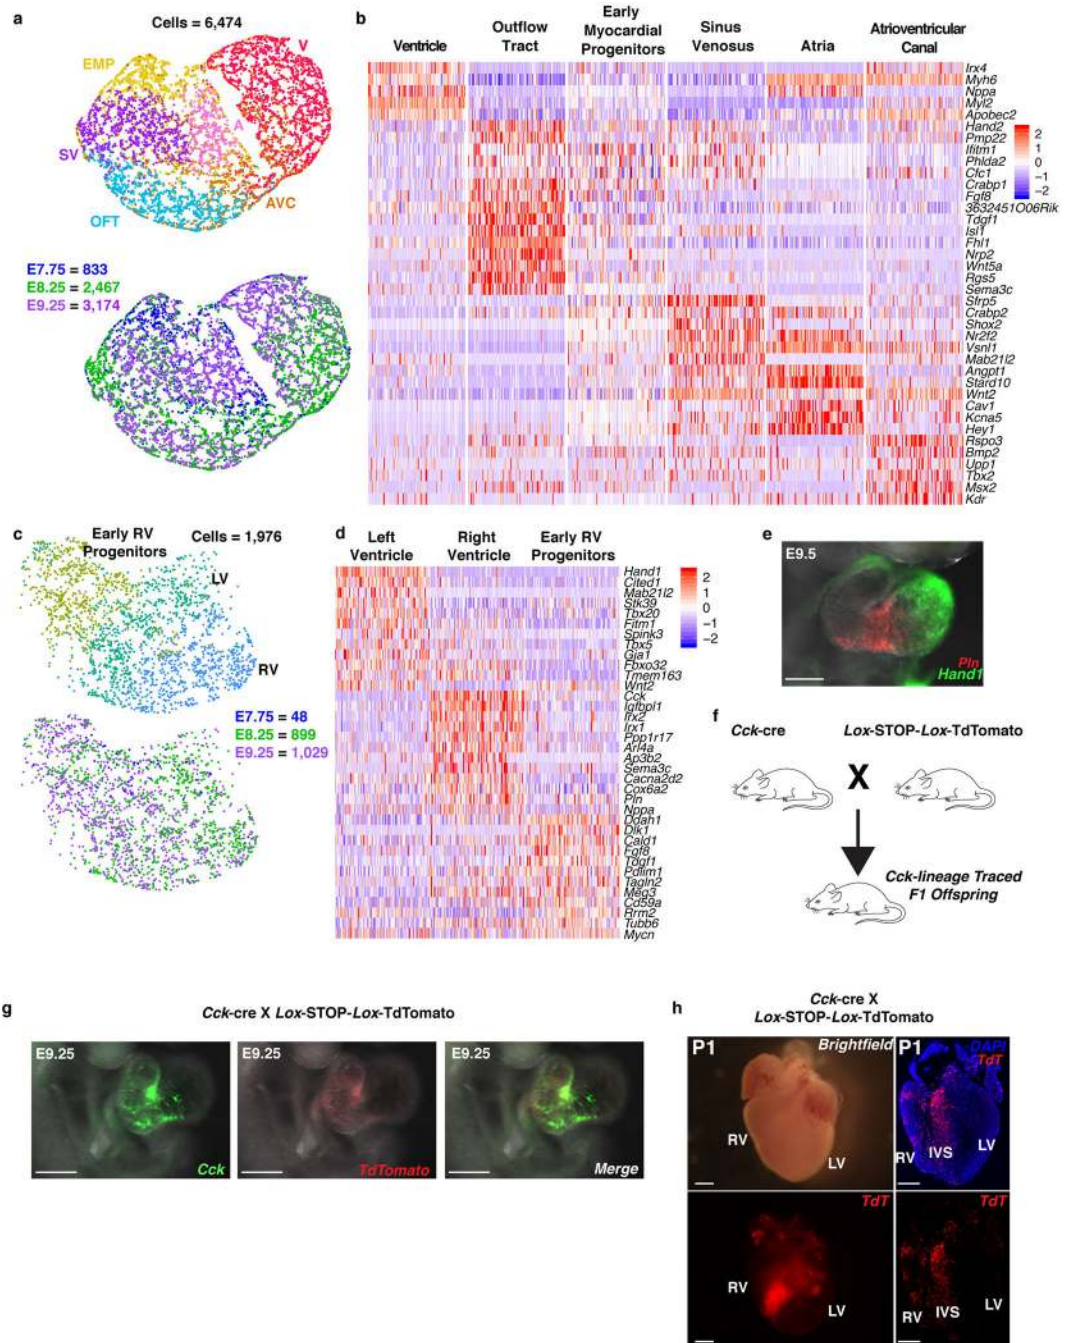 a
Cells = 6,474
V
EMP
A
SV
AVC
OFT
E7.75 = 833
E8.25 = 2,467
E9.25 = 3,174
b
Ventricle
Outflow
Tract
Early
Myocardial
Progenitors
Sinus
Venosus
Atria
Atrioventricular
Canal
Irx4
Myh6
Nppa
Myl2
Apobec2
Hand2
Pmp22
Ifitm1
Phlda2
Cfc1
Crabp1
Fgf8
3632451O06Rik
Tdgf1
Isl1
Fhl1
Nrp2
Wnt5a
Rgs5
Sema3c
Sfrp5
Crabp2
Shox2
Nr2f2
Vsnl1
Mab21l2
Angpt1
Stard10
Wnt2
Cav1
Kcna5
Hey1
Rspo3
Bmp2
Upp1
Tbx2
Msx2
Kdr
2
1
0
−1
−2
c
Early RV
Progenitors
Cells = 1,976
LV
RV
E7.75 = 48
E8.25 = 899
E9.25 = 1,029
d
Left
Ventricle
Right
Ventricle
Early RV
Progenitors
Hand1
Cited1
Mab21l2
Stk39
Tbx20
Fitm1
Spink3
Tbx5
Gja1
Fbxo32
Tmem163
Wnt2
Cck
Igfbpl1
Irx2
Irx1
Ppp1r17
Arl4a
Ap3b2
Sema3c
Cacna2d2
Cox6a2
Pln
Nppa
Ddah1
Dlk1
Cald1
Fgf8
Tdgf1
Pdlim1
Tagln2
Meg3
Cd59a
Rrm2
Tubb6
Mycn
2
1
0
−1
−2
e
E9.5
Pln
Hand1
f
Cck-cre
Lox-STOP-Lox-TdTomato
X
Cck-lineage Traced
F1 Offspring
g
Cck-cre X Lox-STOP-Lox-TdTomato
E9.25
Cck
E9.25
TdTomato
E9.25
Merge
h
Cck-cre X
Lox-STOP-Lox-TdTomato
P1
Brightfield
RV
LV
P1
DAPI
TdT
RV
IVS
LV
TdT
RV
LV
TdT
RV
IVS
LV